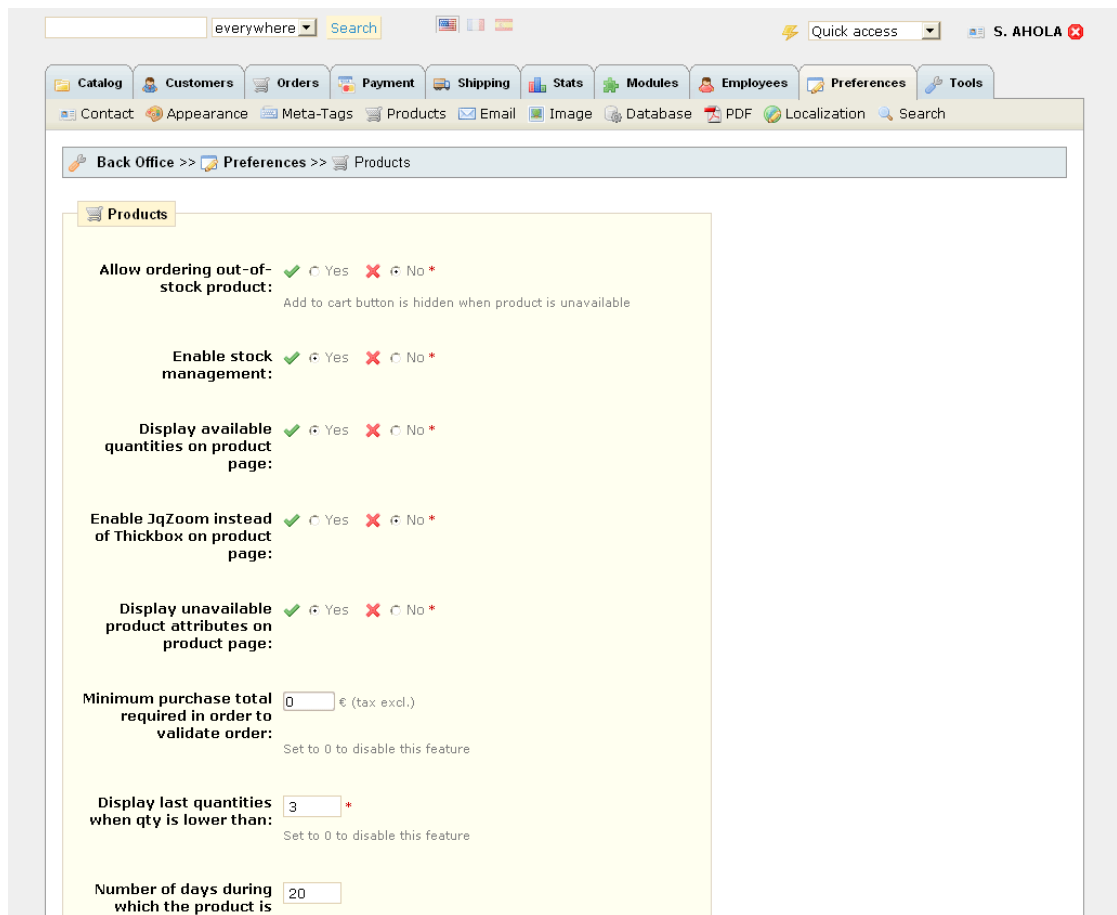 everywhere Search Quick access S. AHOLA
Catalog Customers Orders Payment Shipping Stats Modules Employees Preferences Tools
Contact Appearance Meta-Tags Products Email Image Database PDF Localization Search
Back Office >> Preferences >> Products
Products
Allow ordering out-of- Yes No *
stock product:
Add to cart button is hidden when product is unavailable
Enable stock Yes No *
management:
Display available Yes No *
quantities on product
page:
Enable JqZoom instead Yes No *
of Thickbox on product
page:
Display unavailable Yes No *
product attributes on
product page:
Minimum purchase total 0 € (tax excl.)
required in order to
validate order:
Set to 0 to disable this feature
Display last quantities 3 *
when qty is lower than:
Set to 0 to disable this feature
Number of days during 20
which the product is